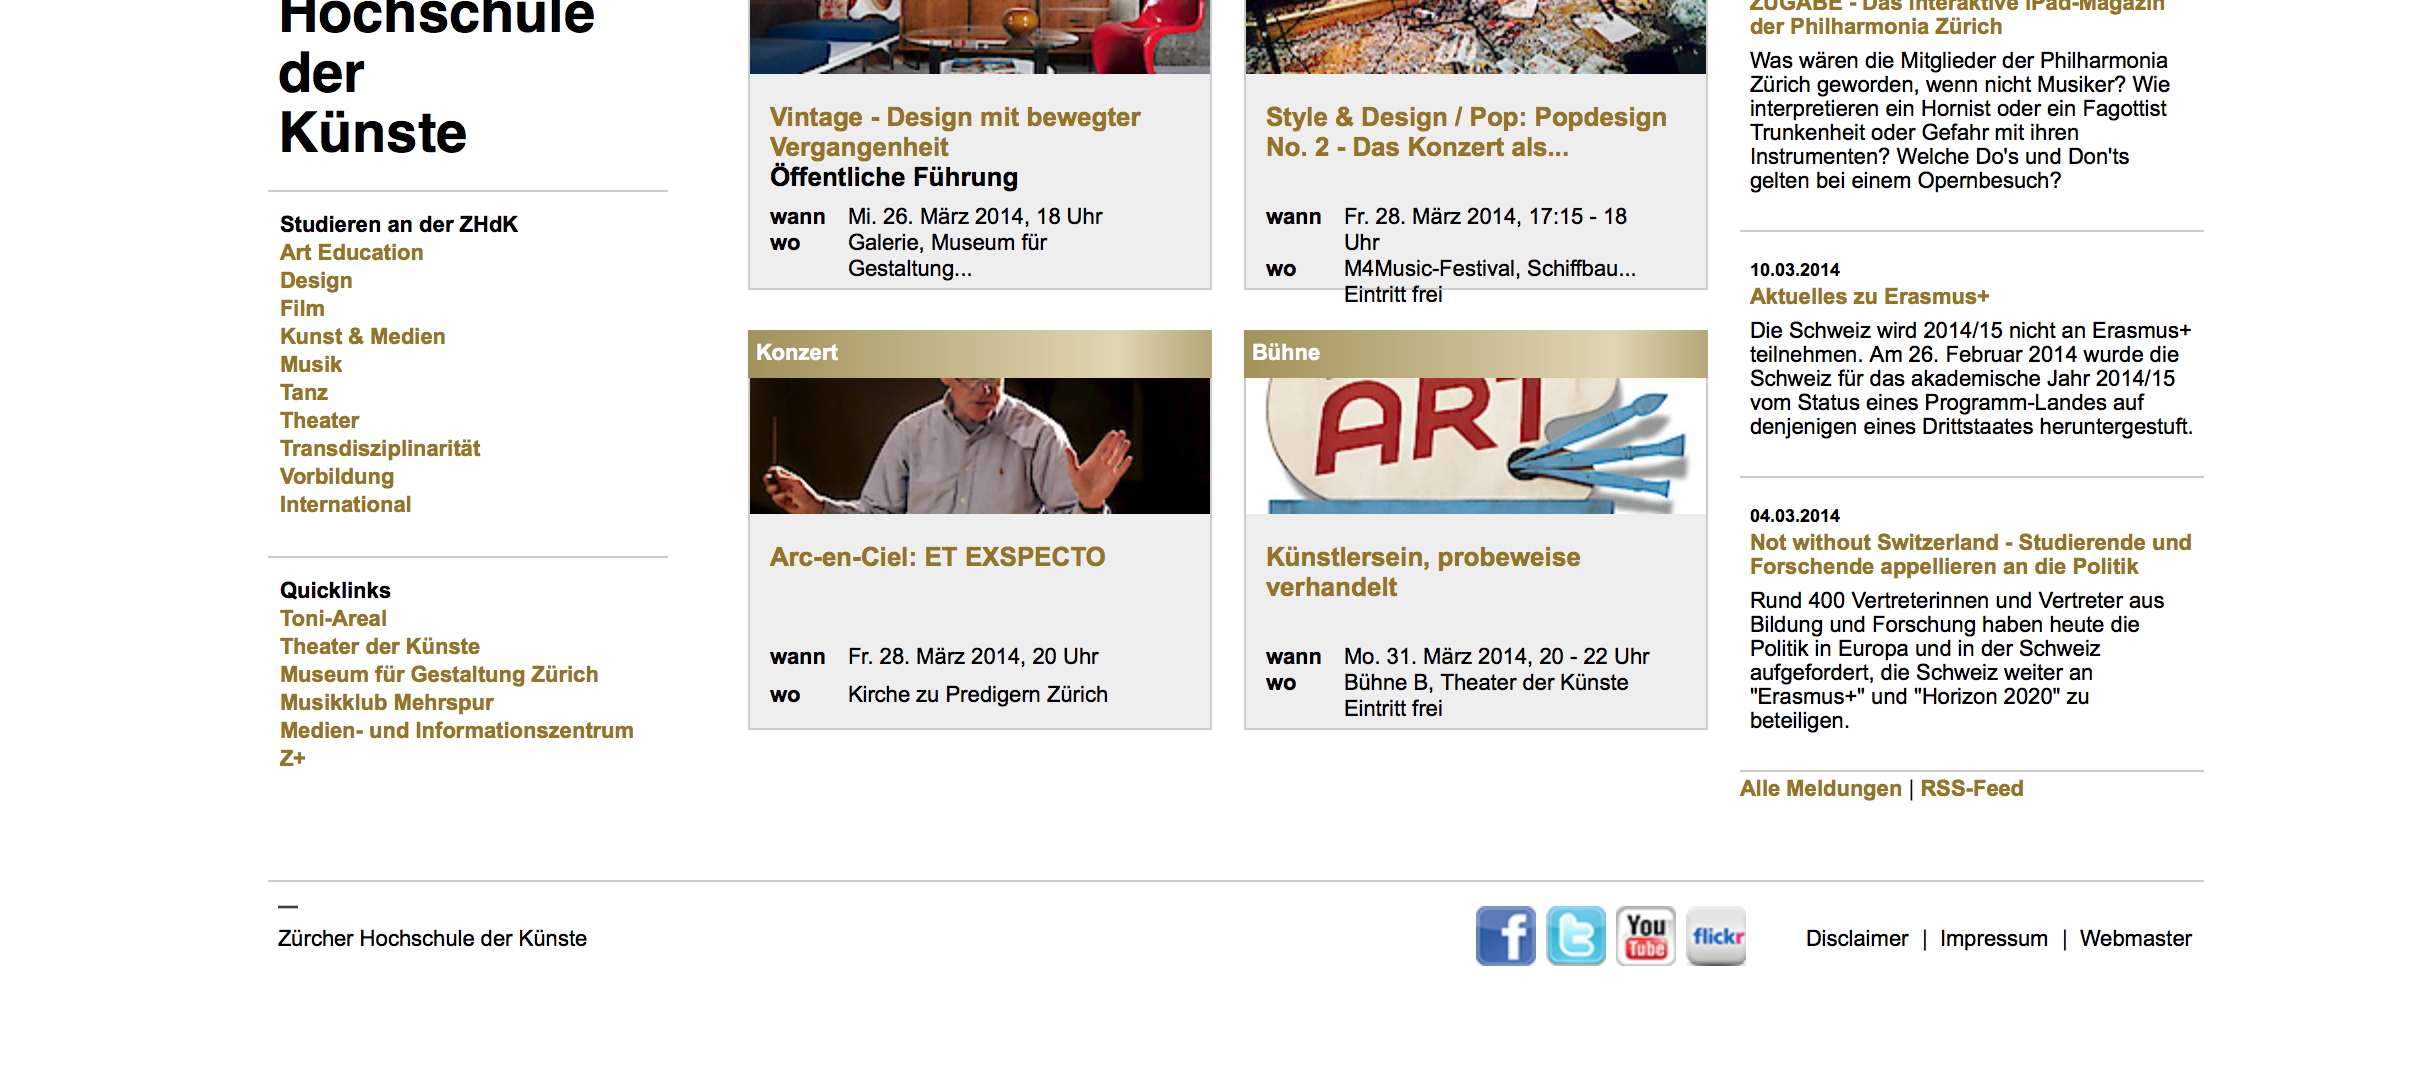 Hochschule
der
Künste
Studieren an der ZHdK
Art Education
Design
Film
Kunst & Medien
Musik
Tanz
Theater
Transdisziplinarität
Vorbildung
International
Quicklinks
Toni-Areal
Theater der Künste
Museum für Gestaltung Zürich
Musikklub Mehrspur
Medien- und Informationszentrum
Z+
Vintage - Design mit bewegter
Vergangenheit
Öffentliche Führung
wann Mi. 26. März 2014, 18 Uhr
wo Galerie, Museum für
Gestaltung...
Style & Design / Pop: Popdesign
No. 2 - Das Konzert als...
wann Fr. 28. März 2014, 17:15 - 18
Uhr
wo M4Music-Festival, Schiffbau...
Eintritt frei
Konzert
Arc-en-Ciel: ET EXSPECTO
wann Fr. 28. März 2014, 20 Uhr
wo Kirche zu Predigern Zürich
Bühne
ART
Künstlersein, probeweise
verhandelt
wann Mo. 31. März 2014, 20 - 22 Uhr
wo Bühne B, Theater der Künste
Eintritt frei
ZUGABE - Das interaktive iPad-Magazin
der Philharmonia Zürich
Was wären die Mitglieder der Philharmonia
Zürich geworden, wenn nicht Musiker? Wie
interpretieren ein Hornist oder ein Fagottist
Trunkenheit oder Gefahr mit ihren
Instrumenten? Welche Do's und Don'ts
gelten bei einem Opernbesuch?
10.03.2014
Aktuelles zu Erasmus+
Die Schweiz wird 2014/15 nicht an Erasmus+
teilnehmen. Am 26. Februar 2014 wurde die
Schweiz für das akademische Jahr 2014/15
vom Status eines Programm-Landes auf
denjenigen eines Drittstaates heruntergestuft.
04.03.2014
Not without Switzerland - Studierende und
Forschende appellieren an die Politik
Rund 400 Vertreterinnen und Vertreter aus
Bildung und Forschung haben heute die
Politik in Europa und in der Schweiz
aufgefordert, die Schweiz weiter an
"Erasmus+" und "Horizon 2020" zu
beteiligen.
Alle Meldungen | RSS-Feed
—
Zürcher Hochschule der Künste
f
t
You
Tube
flickr
Disclaimer | Impressum | Webmaster